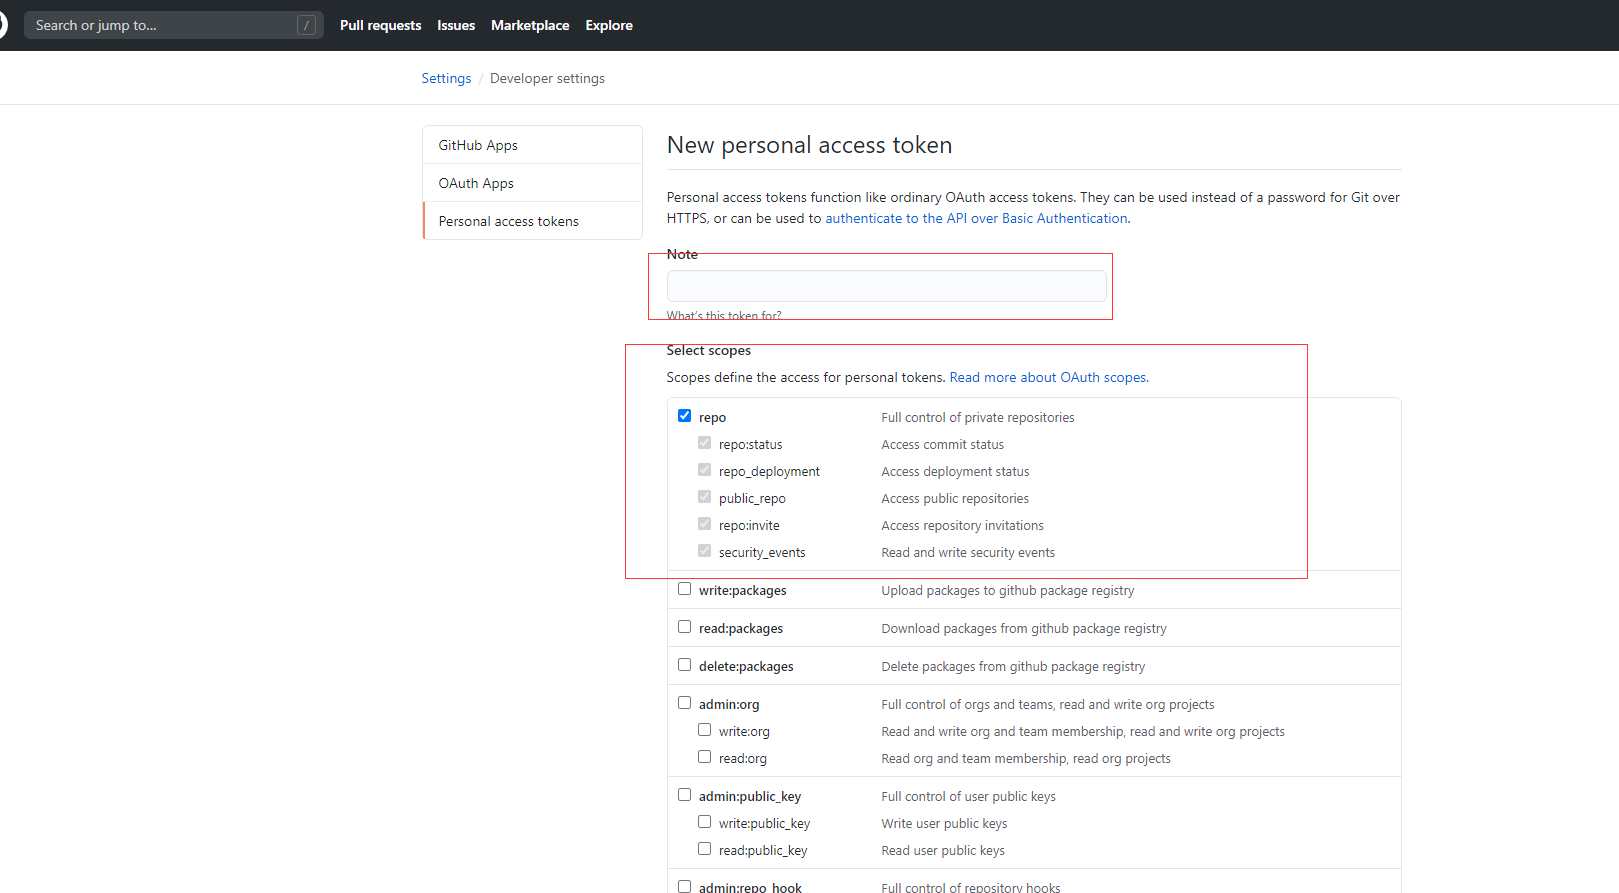 Search or jump to... /
Pull requests
Issues
Marketplace
Explore
Settings / Developer settings
GitHub Apps
OAuth Apps
Personal access tokens
New personal access token
Personal access tokens function like ordinary OAuth access tokens. They can be used instead of a password for Git over
HTTPS, or can be used to authenticate to the API over Basic Authentication.
Note
What's this token for?
Select scopes
Scopes define the access for personal tokens. Read more about OAuth scopes.
repo Full control of private repositories
repo:status Access commit status
repo_deployment Access deployment status
public_repo Access public repositories
repo:invite Access repository invitations
security_events Read and write security events
write:packages Upload packages to github package registry
read:packages Download packages from github package registry
delete:packages Delete packages from github package registry
admin:org Full control of orgs and teams, read and write org projects
write:org Read and write org and team membership, read and write org projects
read:org Read org and team membership, read org projects
admin:public_key Full control of user public keys
write:public_key Write user public keys
read:public_key Read user public keys
admin:repo_hook Full control of repository hooks